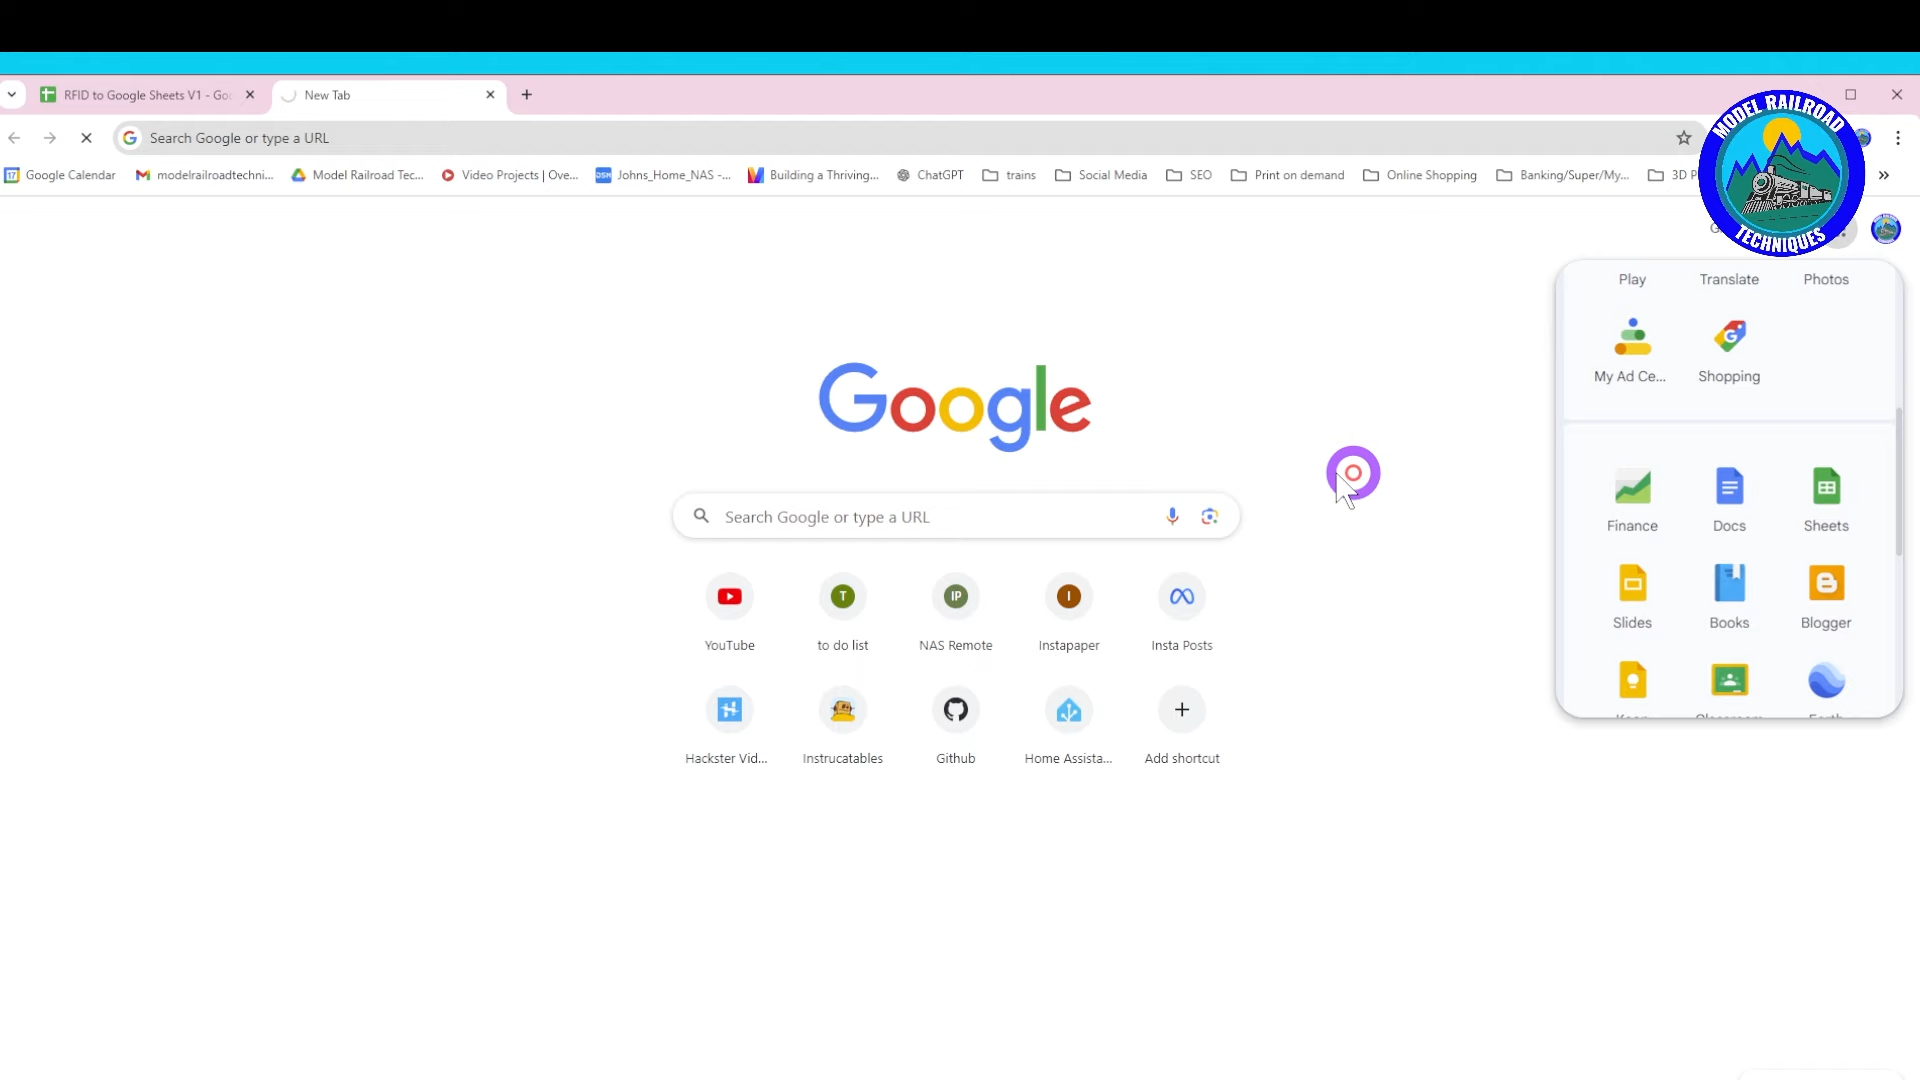 RFID to Google Sheets V1 - Go
New Tab
Search Google or type a URL
Google Calendar
modelrailroadtechni...
Model Railroad Tec...
Video Projects | Ove...
Johns_Home_NAS -...
Building a Thriving...
ChatGPT
trains
Social Media
SEO
Print on demand
Online Shopping
Banking/Super/My...
3D P
MODEL RAILROAD
TECHNIQUES
Play
Translate
Photos
My Ad Ce...
Shopping
Google
Finance
Docs
Sheets
Search Google or type a URL
Slides
Books
Blogger
YouTube
to do list
NAS Remote
Instapaper
Insta Posts
Hackster Vid...
Instrucatables
Github
Home Assista...
Add shortcut